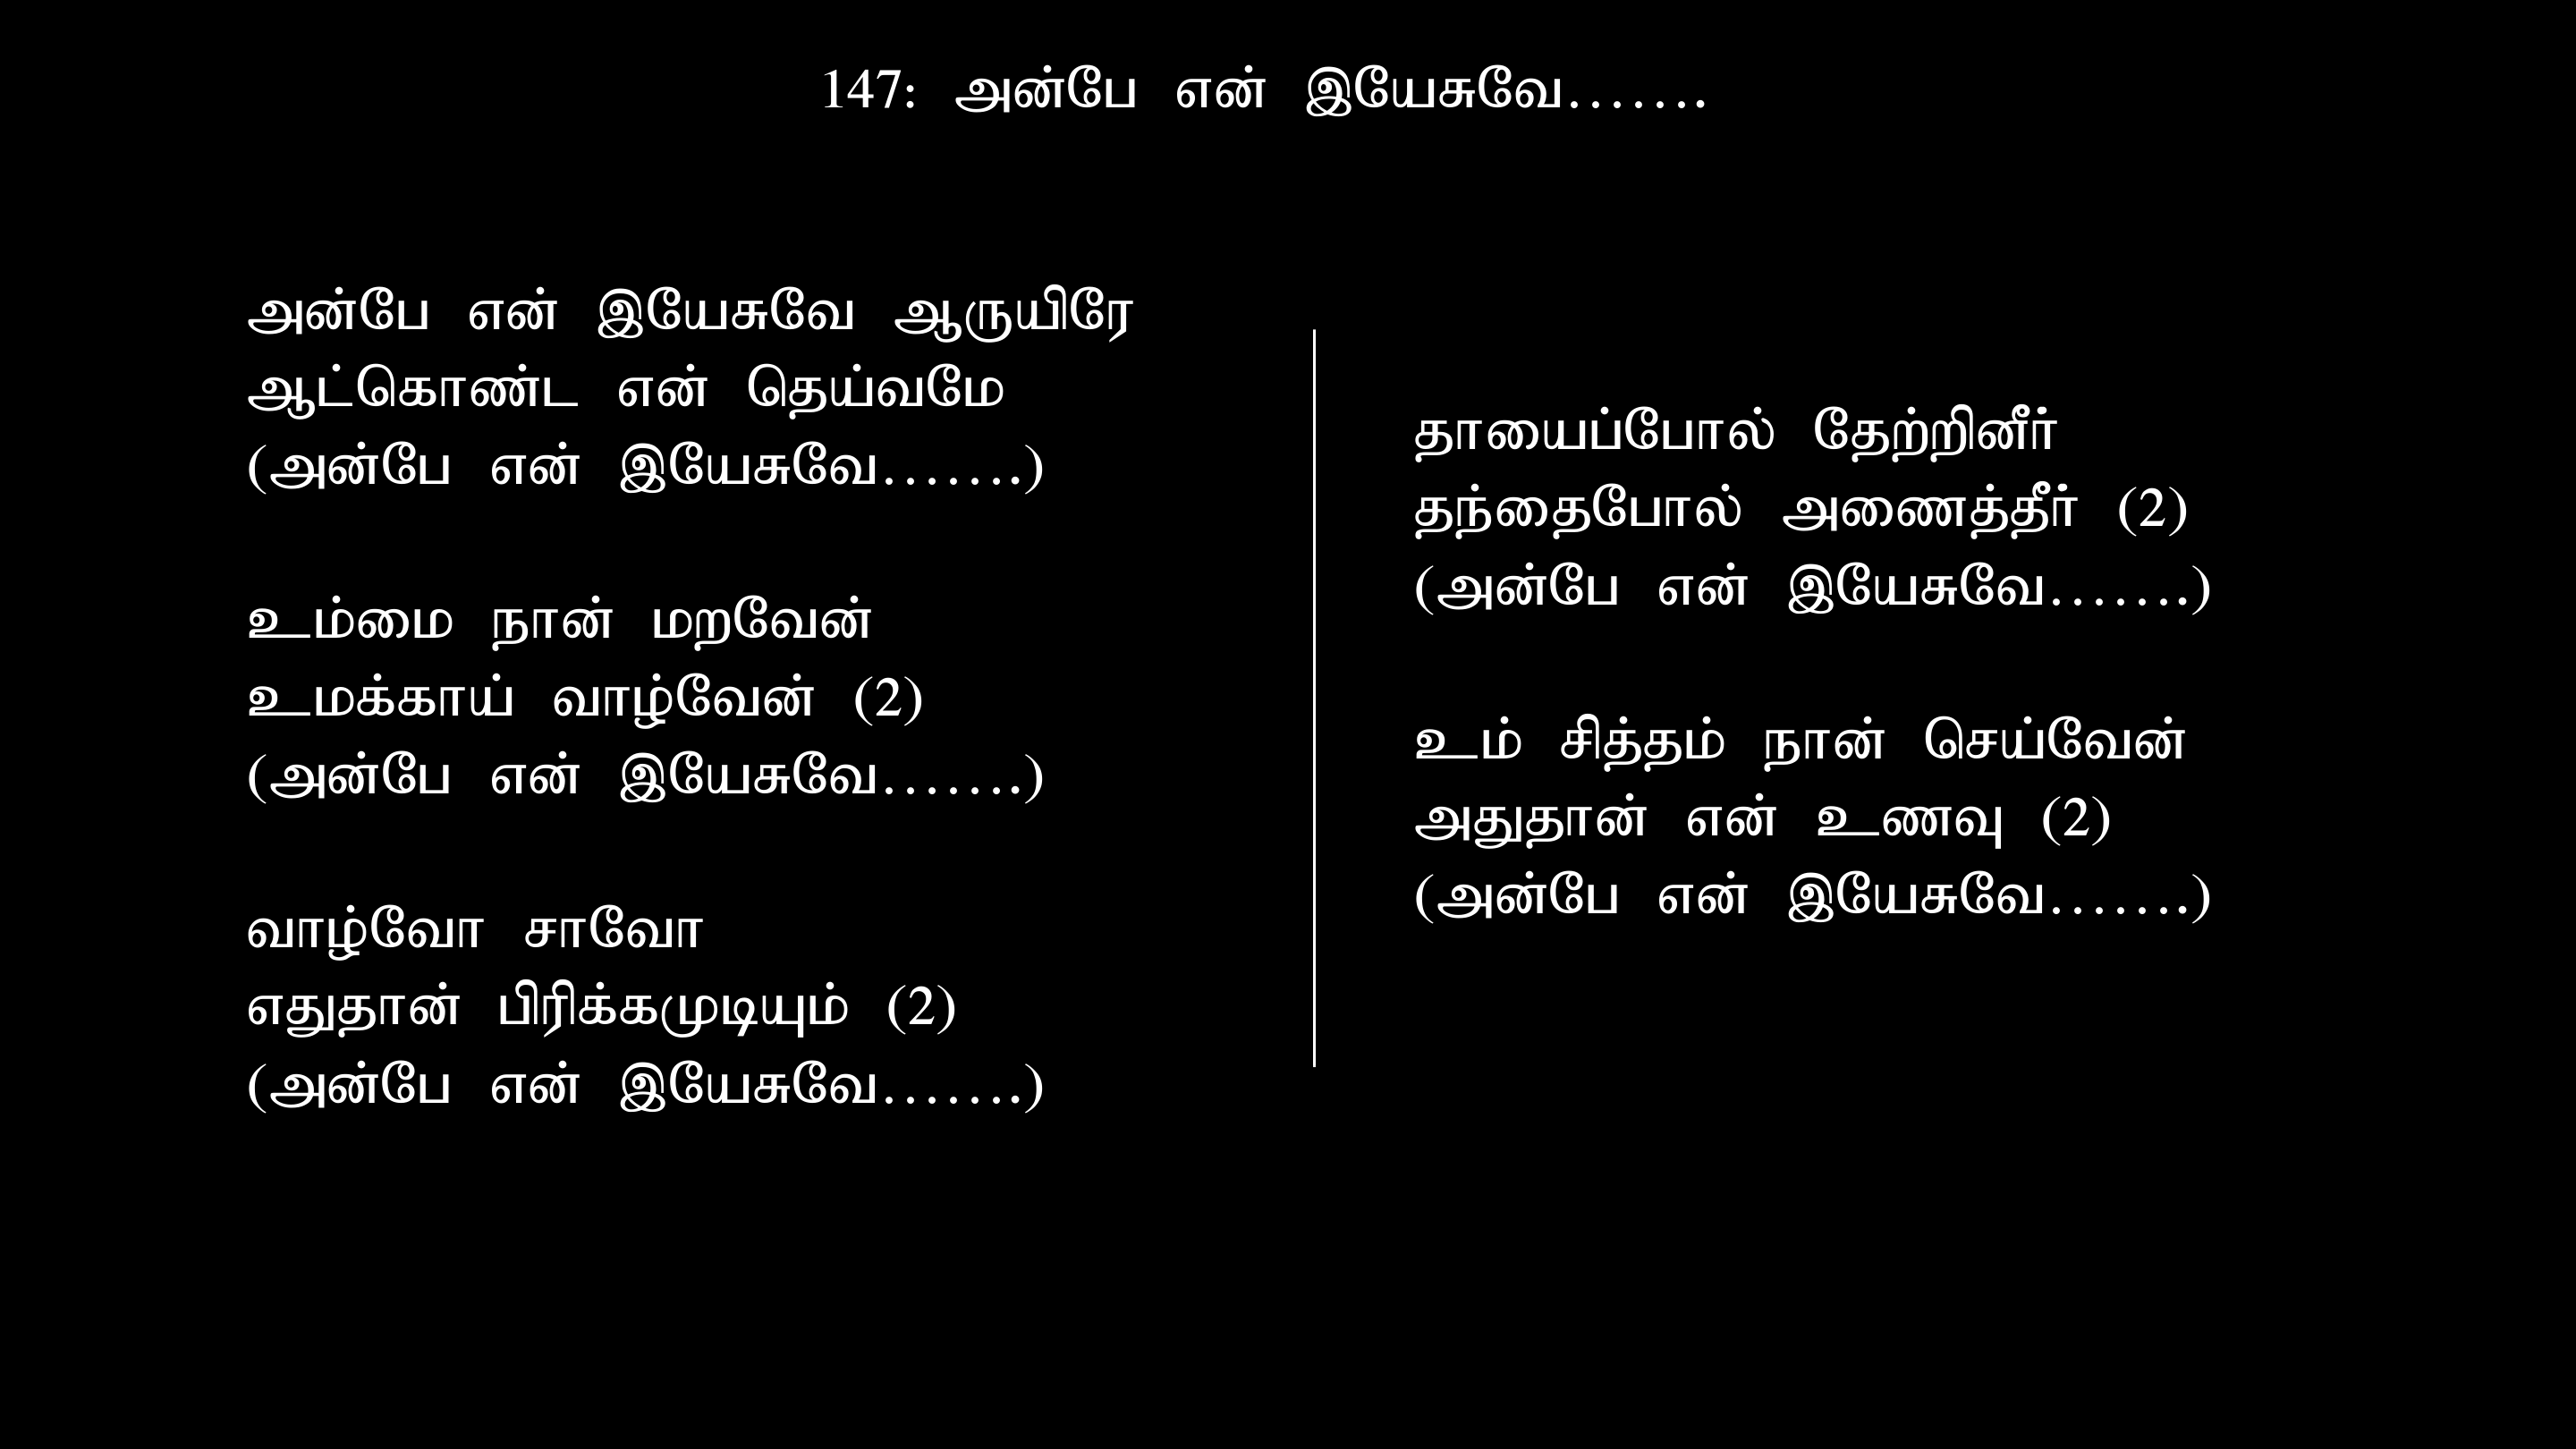 147: அன்பே என் இயேசுவே.......
அன்பே என் இயேசுவே ஆருயிரே
ஆட்கொண்ட என் தெய்வமே
(அன்பே என் இயேசுவே.......)
உம்மை நான் மறவேன்
உமக்காய் வாழ்வேன் (2)
(அன்பே என் இயேசுவே.......)
வாழ்வோ சாவோ
எதுதான் பிரிக்கமுடியும் (2)
(அன்பே என் இயேசுவே.......)
தாயைப்போல் தேற்றினீர்
தந்தைபோல் அணைத்தீர் (2)
(அன்பே என் இயேசுவே.......)
உம் சித்தம் நான் செய்வேன்
அதுதான் என் உணவு (2)
(அன்பே என் இயேசுவே.......)